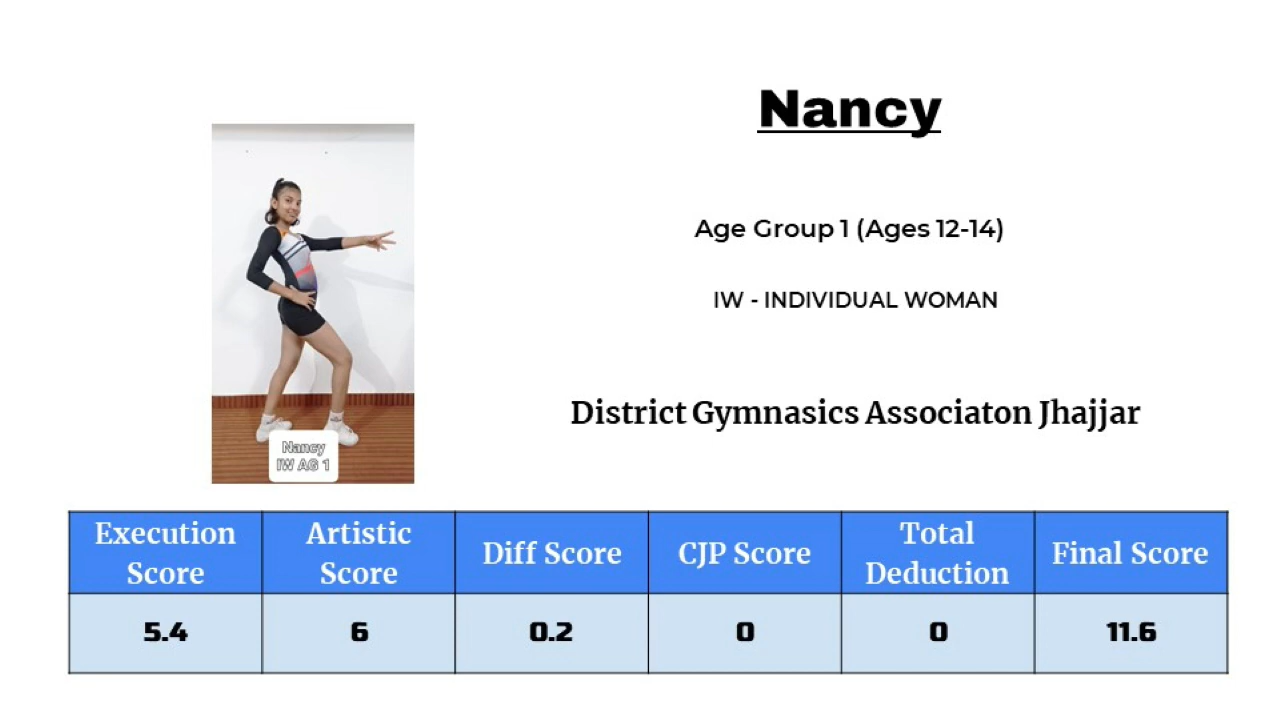 Nancy
Age Group 1 (Ages 12-14)
IW - INDIVIDUAL WOMAN
District Gymnasics Associaton Jhajjar
Nancy
IW AG 1
Execution Score
Artistic Score
Diff Score
CJP Score
Total Deduction
Final Score
5.4
6
0.2
0
0
11.6